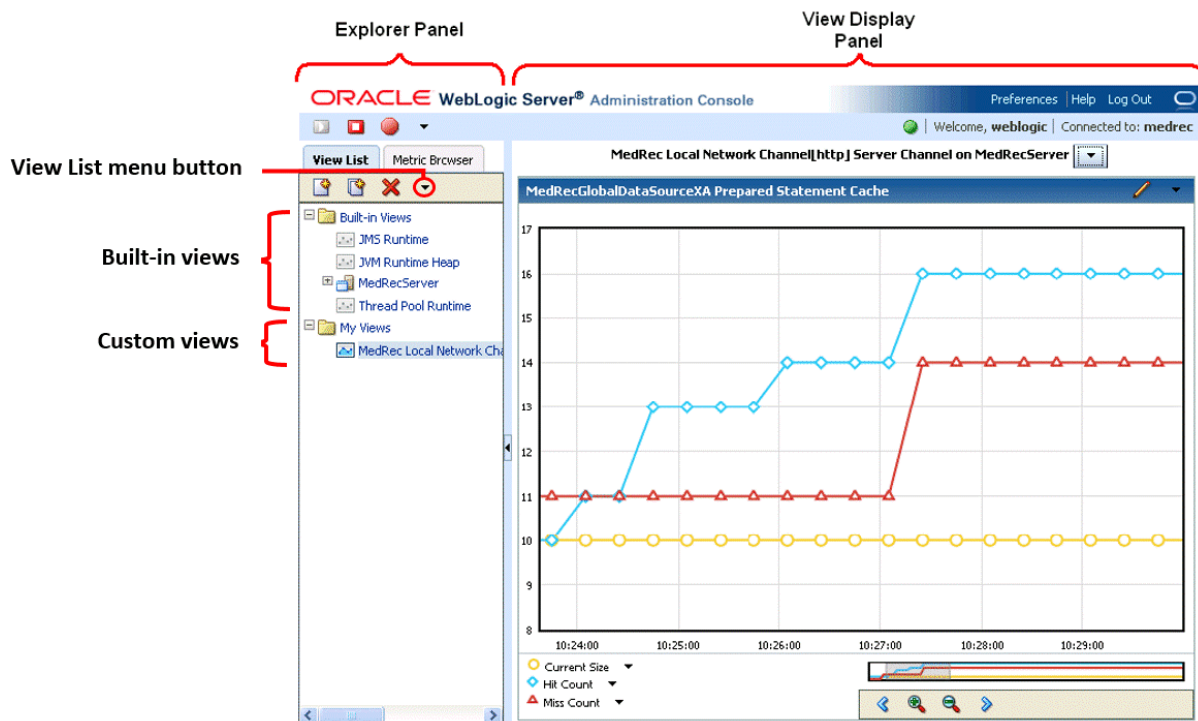 Explorer Panel
View Display
Panel
ORACLE WebLogic Server® Administration Console
Preferences | Help Log Out
Welcome, weblogic | Connected to: medrec
View List menu button
View List
Metric Browser
MedRec Local Network Channel[http] Server Channel on MedRecServer
MedRecGlobalDataSourceXA Prepared Statement Cache
Built-in views
Built-in Views
JMS Runtime
JVM Runtime Heap
MedRecServer
Thread Pool Runtime
Custom views
My Views
MedRec Local Network Cha
17
16
15
14
13
12
11
10
9
8
10:24:00
10:25:00
10:26:00
10:27:00
10:28:00
10:29:00
Current Size
Hit Count
Miss Count